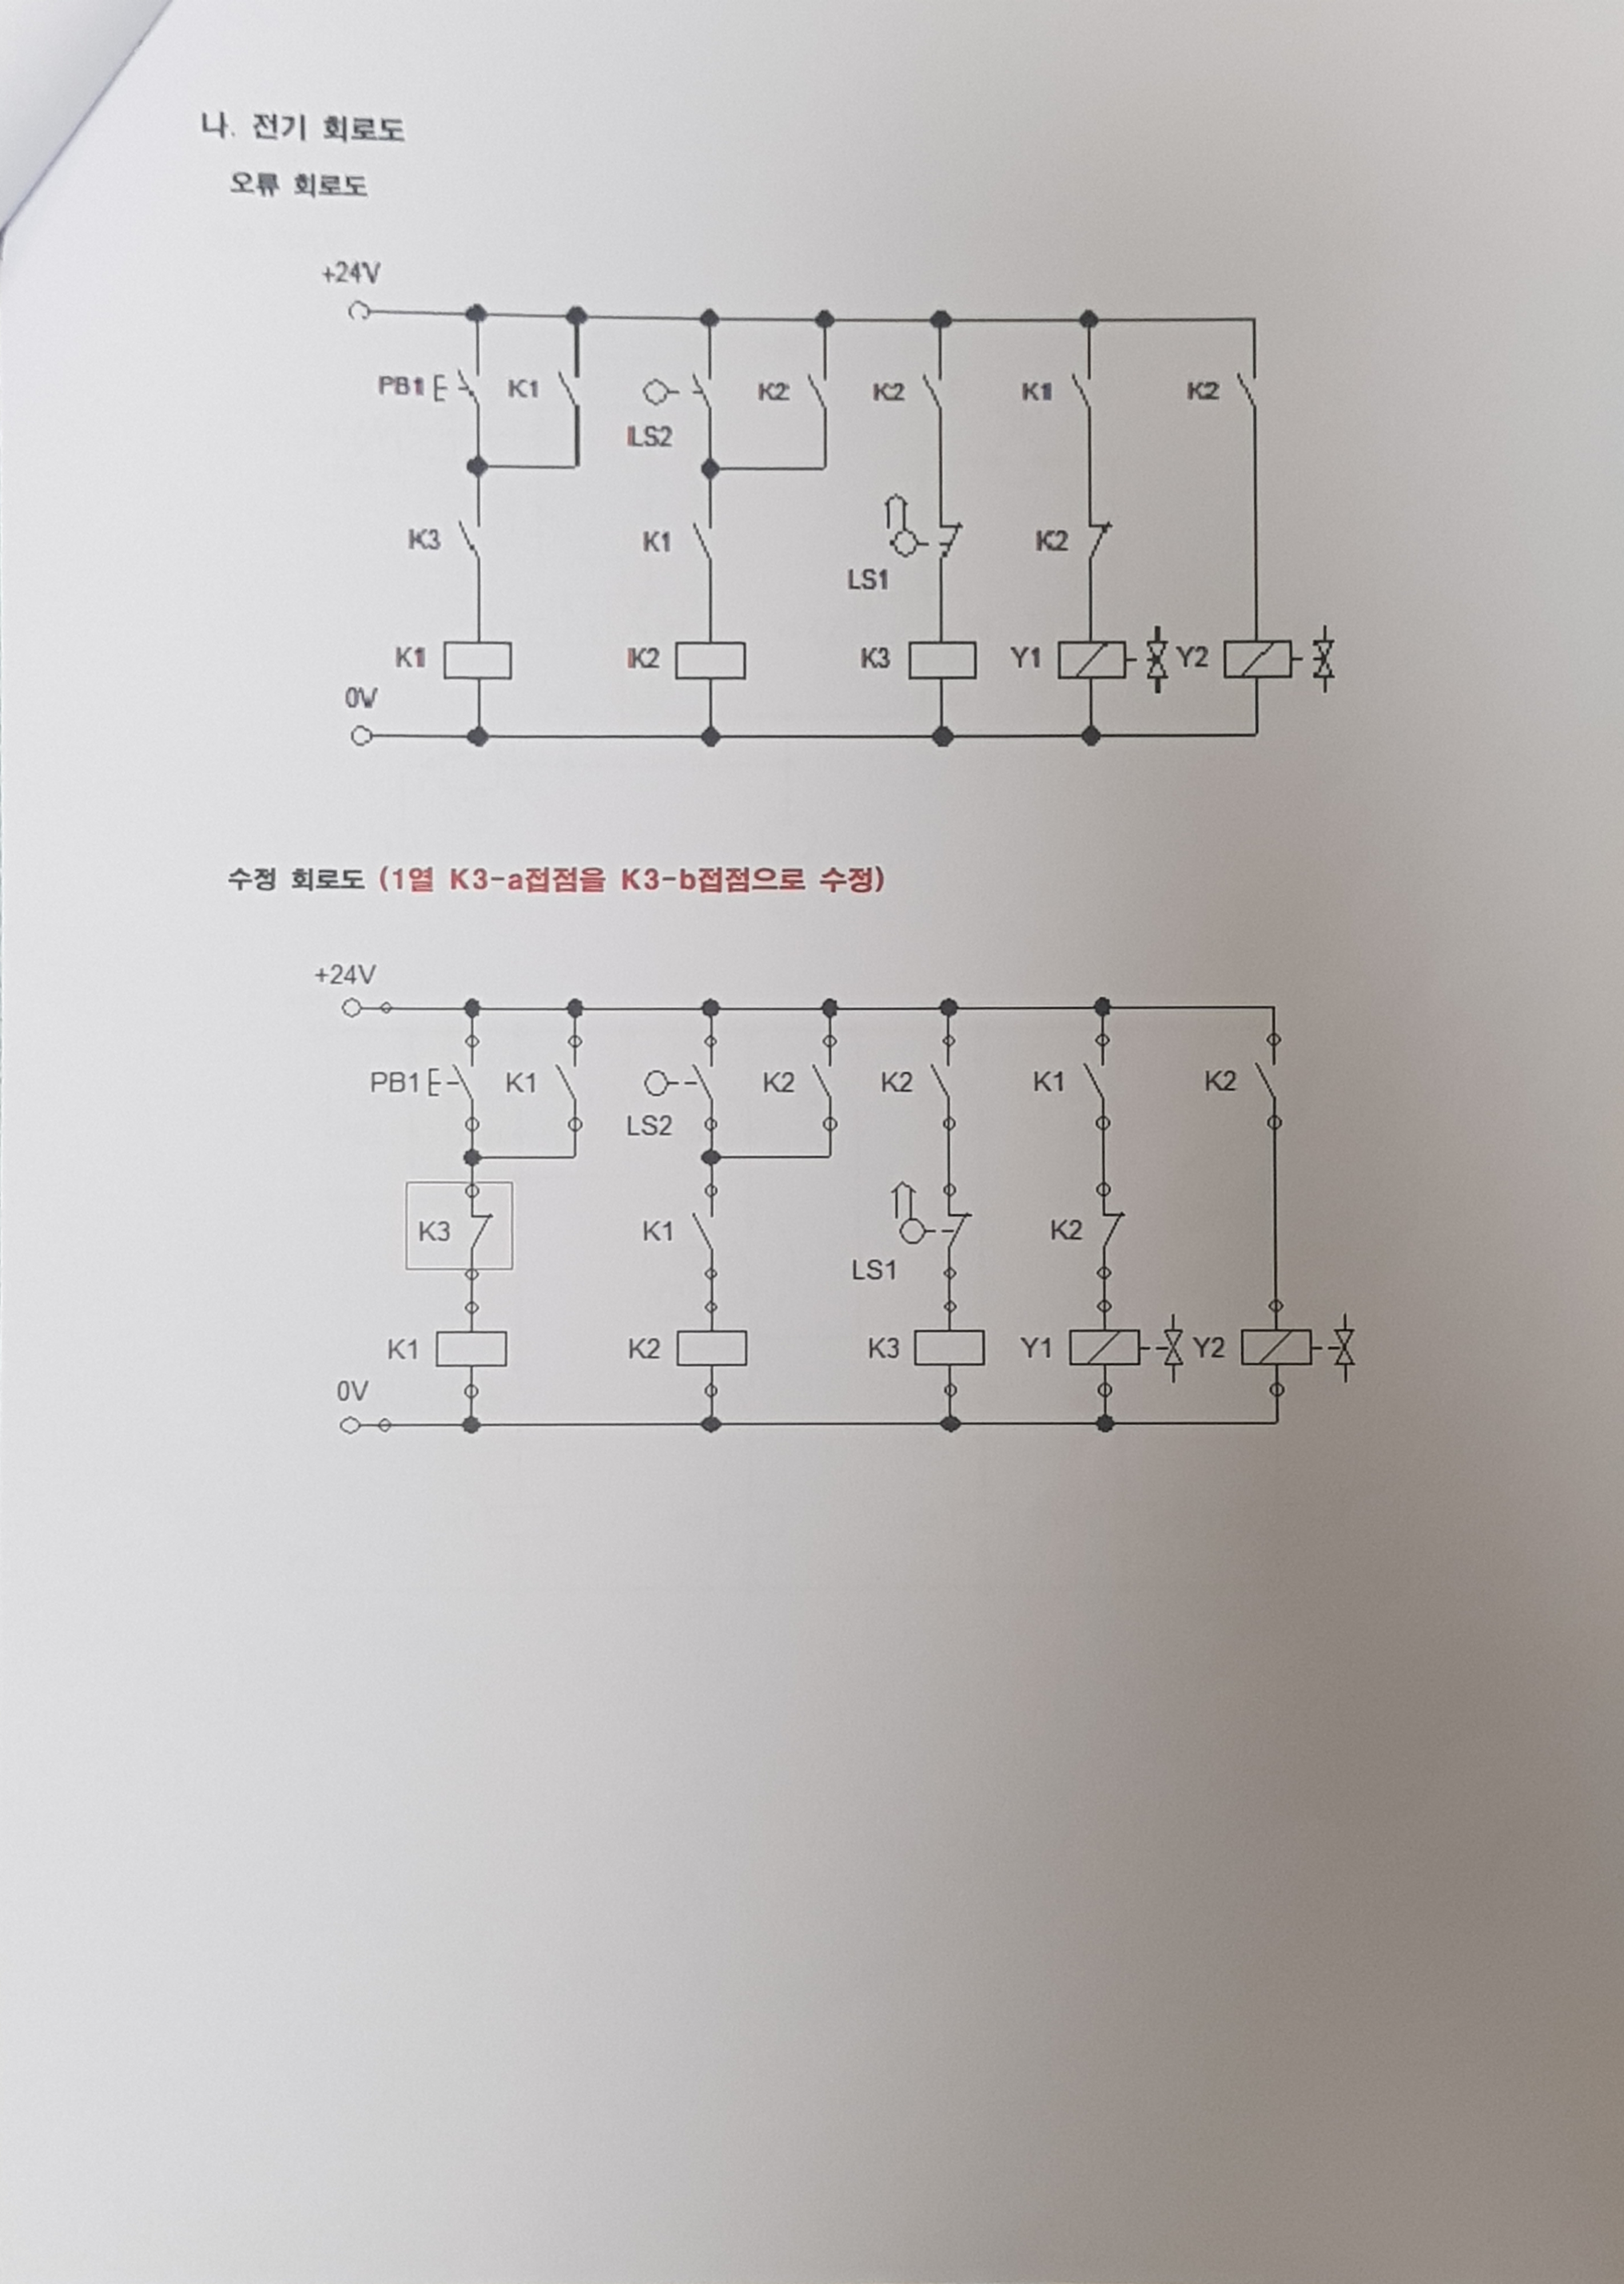 나. 전기 회로도
오류 회로도
+24V
PB1 K1 K2 K2 K1 K2
LS2
K3 K1 K2
LS1
K1 K2 K3 Y1 Y2
0V
수정 회로도 (1열 K3-a접점을 K3-b접점으로 수정)
+24V
PB1 K1 K2 K2 K1 K2
LS2
K3 K1 K2
LS1
K1 K2 K3 Y1 Y2
0V